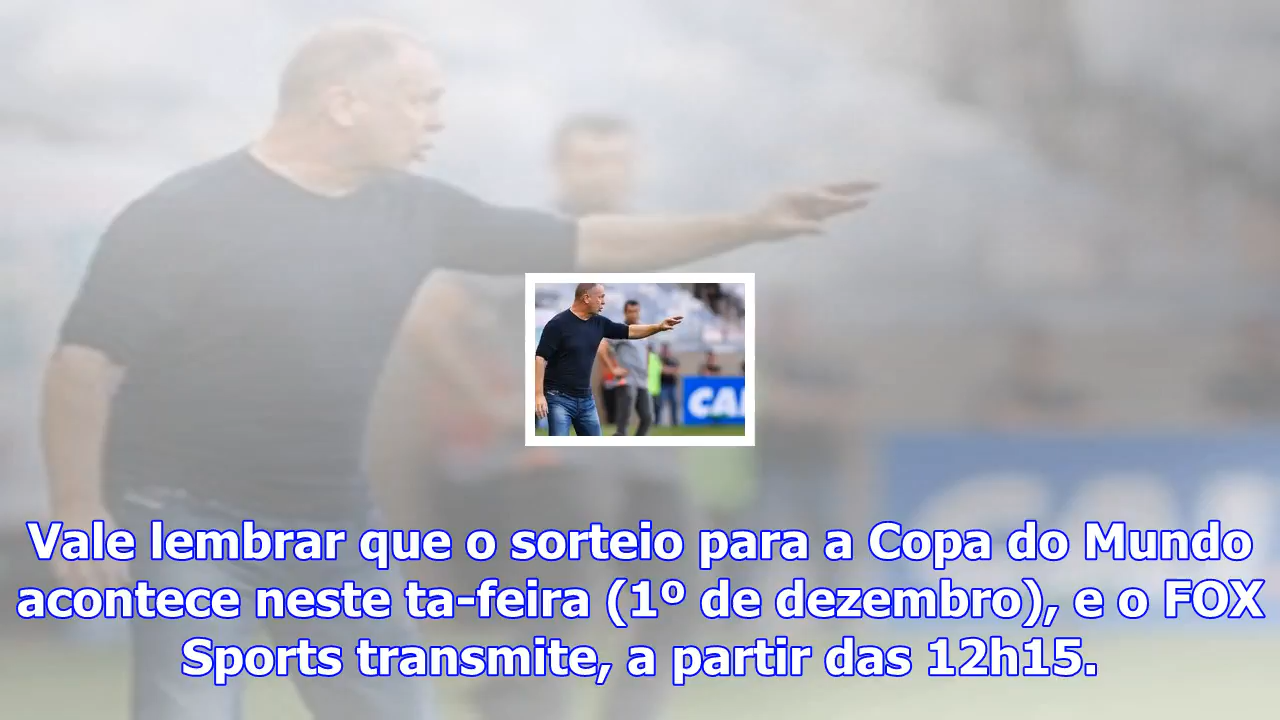 CAI
Vale lembrar que o sorteio para a Copa do Mundo
acontece neste ta-feira (1º de dezembro), e o FOX
Sports transmite, a partir das 12h15.